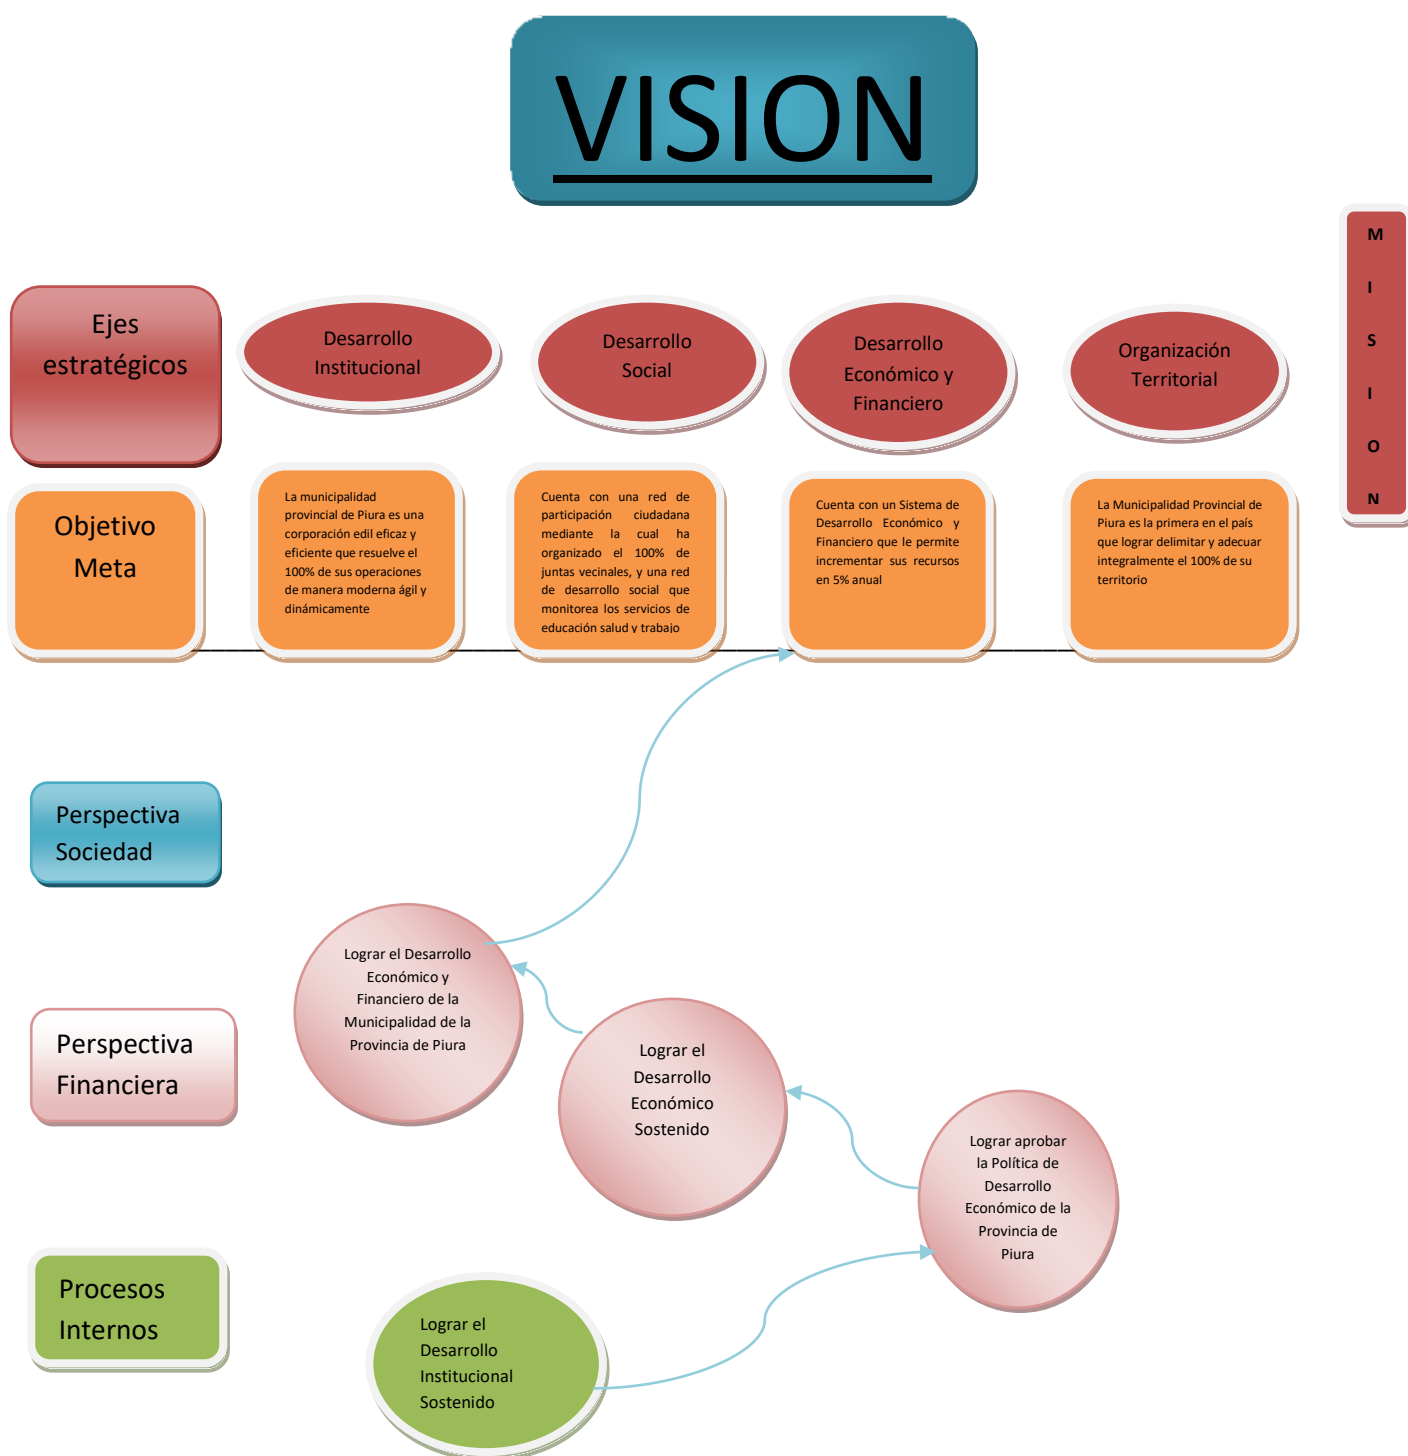 VISION
M
I
S
I
O
N
Ejes
estratégicos
Desarrollo
Institucional
Desarrollo
Social
Desarrollo
Económico y
Financiero
Organización
Territorial
Objetivo
Meta
La municipalidad
provincial de Piura es una
corporación edil eficaz y
eficiente que resuelve el
100% de sus operaciones
de manera moderna ágil y
dinámicamente
Cuenta con una red de
participación ciudadana
mediante la cual ha
organizado el 100% de
juntas vecinales, y una red
de desarrollo social que
monitorea los servicios de
educación salud y trabajo
Cuenta con un Sistema de
Desarrollo Económico y
Financiero que le permite
incrementar sus recursos
en 5% anual
La Municipalidad Provincial de
Piura es la primera en el país
que lograr delimitar y adecuar
integralmente el 100% de su
territorio
Perspectiva
Sociedad
Lograr el Desarrollo
Económico y
Financiero de la
Municipalidad de la
Provincia de Piura
Perspectiva
Financiera
Lograr el
Desarrollo
Económico
Sostenido
Lograr aprobar
la Política de
Desarrollo
Económico de la
Provincia de
Piura
Procesos
Internos
Lograr el
Desarrollo
Institucional
Sostenido